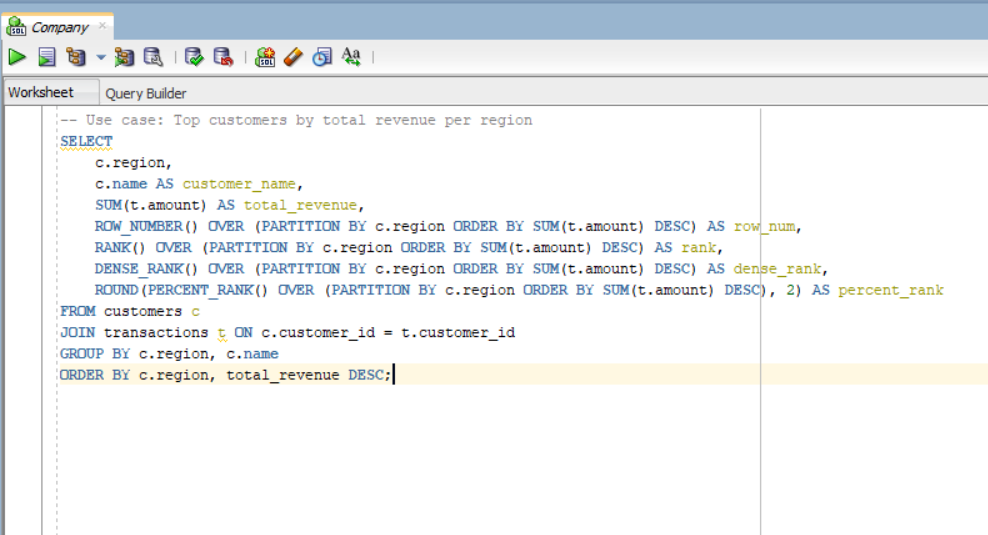 Company
Worksheet Query Builder
-- Use case: Top customers by total revenue per region
SELECT
    c.region,
    c.name AS customer_name,
    SUM(t.amount) AS total_revenue,
    ROW_NUMBER() OVER (PARTITION BY c.region ORDER BY SUM(t.amount) DESC) AS row_num,
    RANK() OVER (PARTITION BY c.region ORDER BY SUM(t.amount) DESC) AS rank,
    DENSE_RANK() OVER (PARTITION BY c.region ORDER BY SUM(t.amount) DESC) AS dense_rank,
    ROUND(PERCENT_RANK() OVER (PARTITION BY c.region ORDER BY SUM(t.amount) DESC), 2) AS percent_rank
FROM customers c
JOIN transactions t ON c.customer_id = t.customer_id
GROUP BY c.region, c.name
ORDER BY c.region, total_revenue DESC;